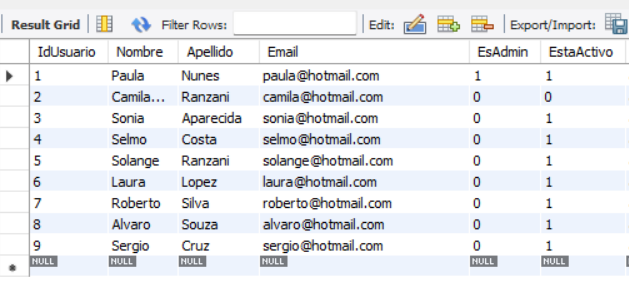 Result Grid Filter Rows: Edit: Export/Import:
IdUsuario Nombre Apellido Email EsAdmin EstaActivo
1 Paula Nunes paula@hotmail.com 1 1
2 Camila... Ranzani camila@hotmail.com 0 0
3 Sonia Aparecida sonia@hotmail.com 0 1
4 Selmo Costa selmo@hotmail.com 0 1
5 Solange Ranzani solange@hotmail.com 0 1
6 Laura Lopez laura@hotmail.com 0 1
7 Roberto Silva roberto@hotmail.com 0 1
8 Alvaro Souza alvaro@hotmail.com 0 1
9 Sergio Cruz sergio@hotmail.com 0 1
NULL NULL NULL NULL NULL NULL